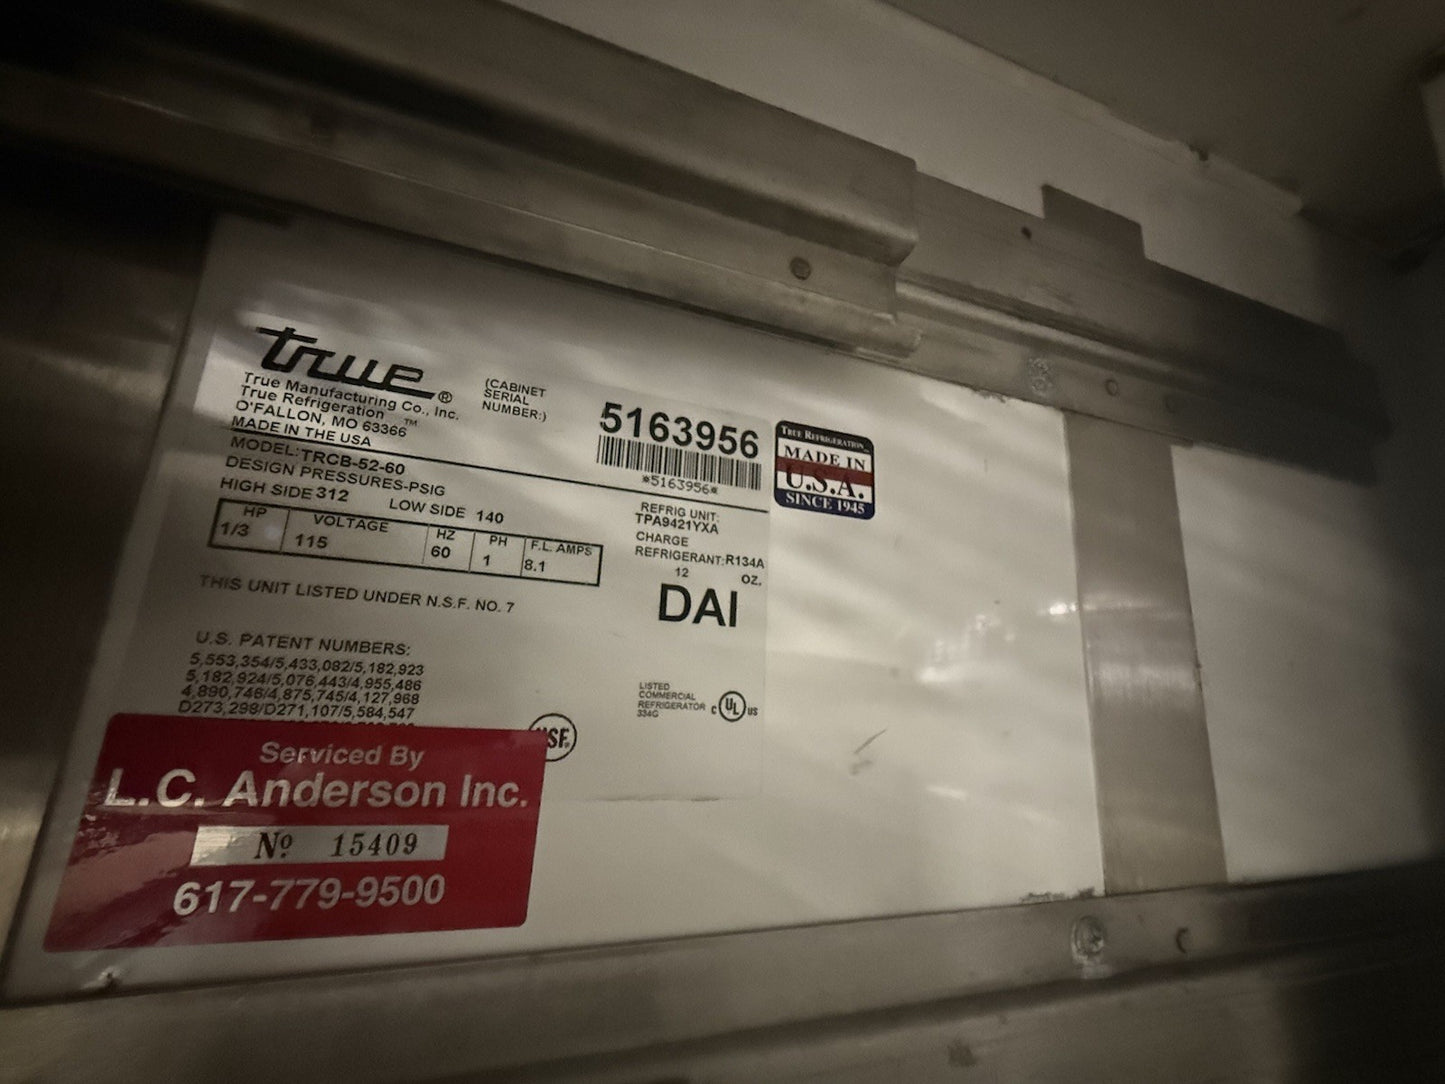 true®
True Manufacturing Co., Inc.
True Refrigeration™
O'FALLON, MO 63366
MADE IN THE USA
(CABINET
SERIAL
NUMBER:)
5163956
*5163956*
TRUE REFRIGERATION
MADE IN
U.S.A.
SINCE 1945
MODEL: TRCB-52-60
DESIGN PRESSURES-PSIG
HIGH SIDE 312 LOW SIDE 140
HP VOLTAGE HZ PH F.L. AMPS
1/3 115 60 1 8.1
REFRIG UNIT:
TPA9421YXA
CHARGE
REFRIGERANT: R134A
12 OZ.
DAI
THIS UNIT LISTED UNDER N.S.F. NO. 7
U.S. PATENT NUMBERS:
5,553,354/5,433,082/5,182,923
5,182,924/5,076,443/4,955,486
4,890,746/4,875,745/4,127,968
D273,298/D271,107/5,584,547
LISTED
COMMERCIAL
REFRIGERATOR
334G
C UL US
NSF®
Serviced By
L.C. Anderson Inc.
Nº 15409
617-779-9500